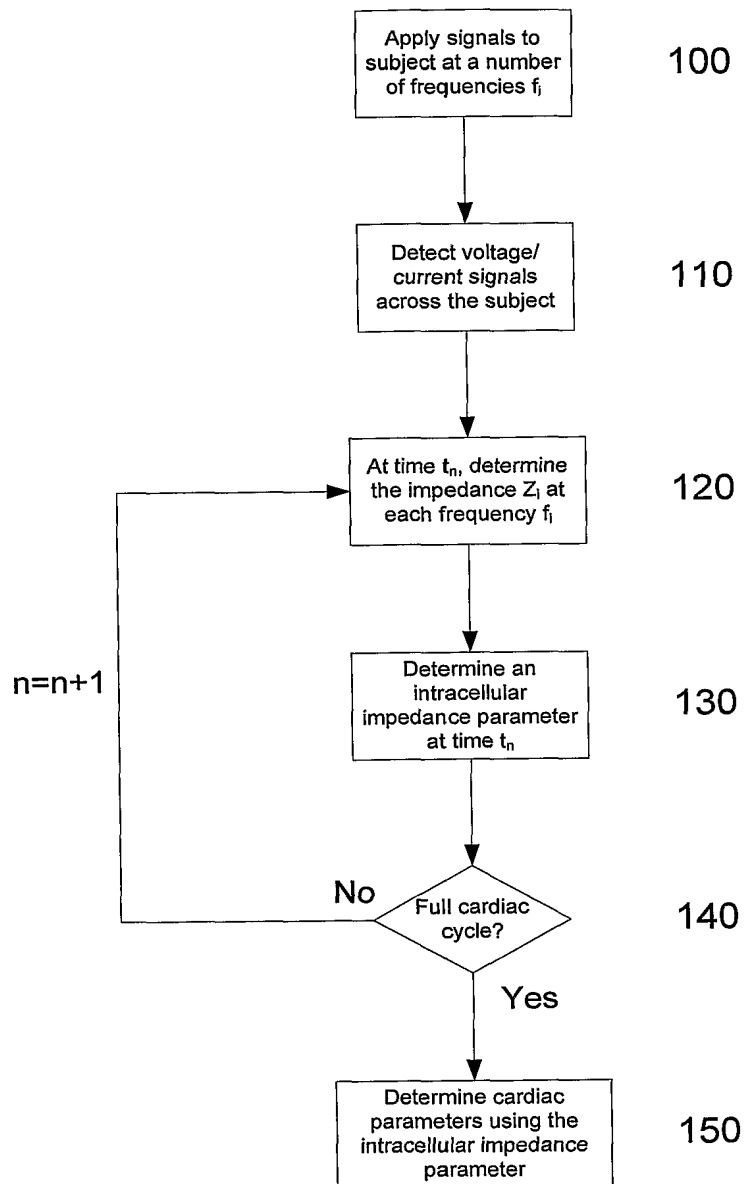 Apply signals to
subject at a number
of frequencies fᵢ
100
Detect voltage/
current signals
across the subject
110
At time tₙ, determine
the impedance Zᵢ at
each frequency fᵢ
120
n=n+1
Determine an
intracellular
impedance parameter
at time tₙ
130
No
Full cardiac
cycle?
140
Yes
Determine cardiac
parameters using the
intracellular impedance
parameter
150